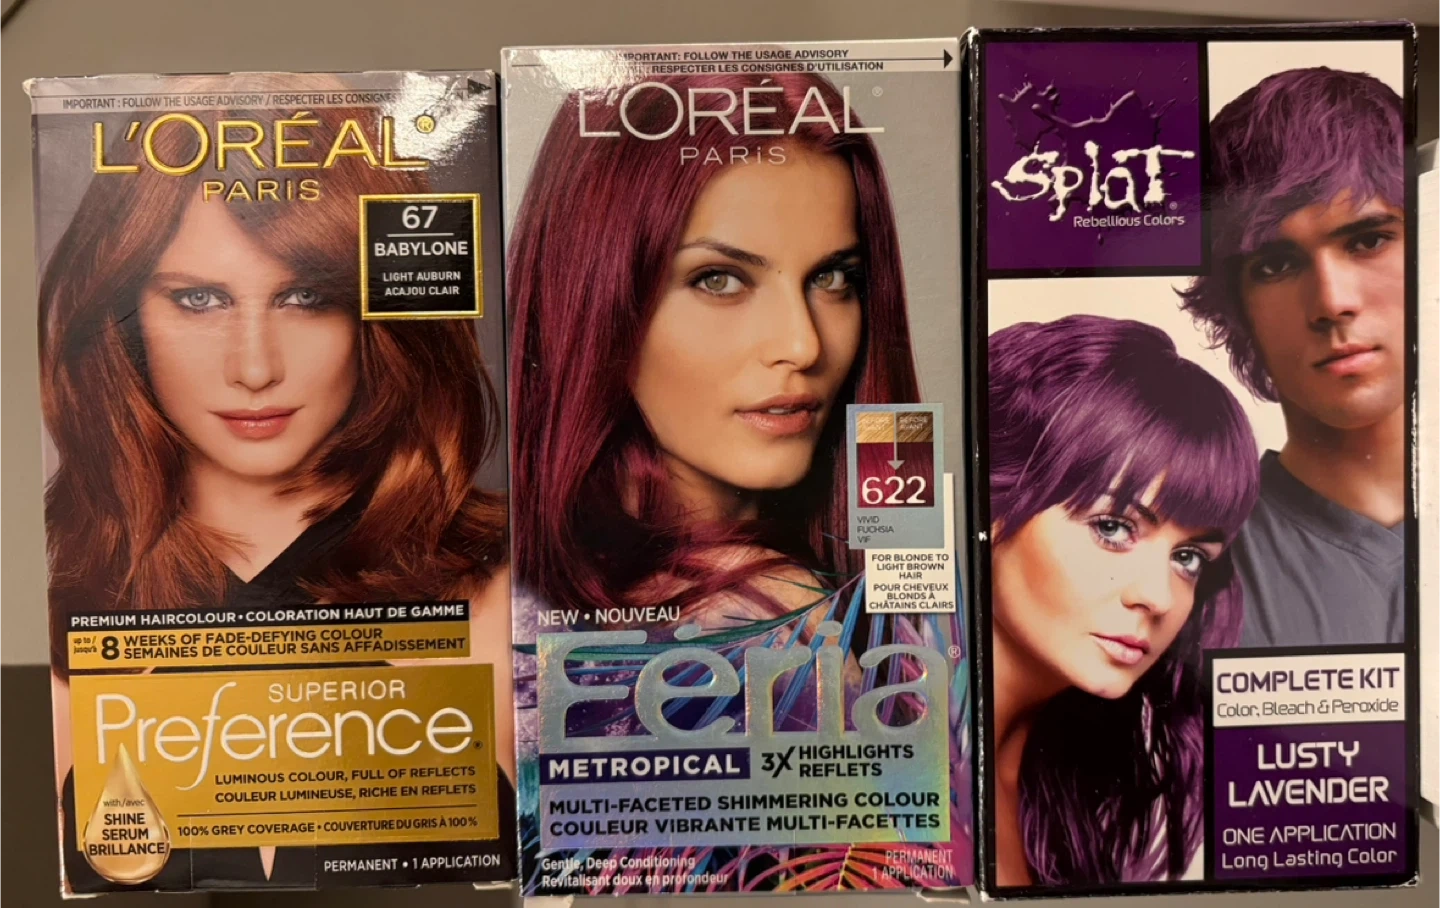 IMPORTANT : FOLLOW THE USAGE ADVISORY / RESPECTER LES CONSIGNES
L'ORÉAL®
PARIS
67
BABYLONE
LIGHT AUBURN
ACAJOU CLAIR
PREMIUM HAIRCOLOUR • COLORATION HAUT DE GAMME
up to / jusqu'à 8 WEEKS OF FADE-DEFYING COLOUR
SEMAINES DE COULEUR SANS AFFADISSEMENT
SUPERIOR
Preference®
LUMINOUS COLOUR, FULL OF REFLECTS
COULEUR LUMINEUSE, RICHE EN REFLETS
with/avec
SHINE
SERUM
BRILLANCE
100% GREY COVERAGE • COUVERTURE DU GRIS À 100%
PERMANENT • 1 APPLICATION
IMPORTANT: FOLLOW THE USAGE ADVISORY
RESPECTER LES CONSIGNES D'UTILISATION
L'ORÉAL®
PARIS
BEFORE BEFORE
AVANT AVANT
622
VIVID
FUCHSIA
VIF
FOR BLONDE TO
LIGHT BROWN
HAIR
POUR CHEVEUX
BLONDS À
CHÂTAINS CLAIRS
NEW • NOUVEAU
Féria®
METROPICAL 3X HIGHLIGHTS
REFLETS
MULTI-FACETED SHIMMERING COLOUR
COULEUR VIBRANTE MULTI-FACETTES
Gentle, Deep Conditioning
Revitalisant doux en profondeur
PERMANENT
1 APPLICATION
Splat®
Rebellious Colors
COMPLETE KIT
Color, Bleach & Peroxide
LUSTY
LAVENDER
ONE APPLICATION
Long Lasting Color